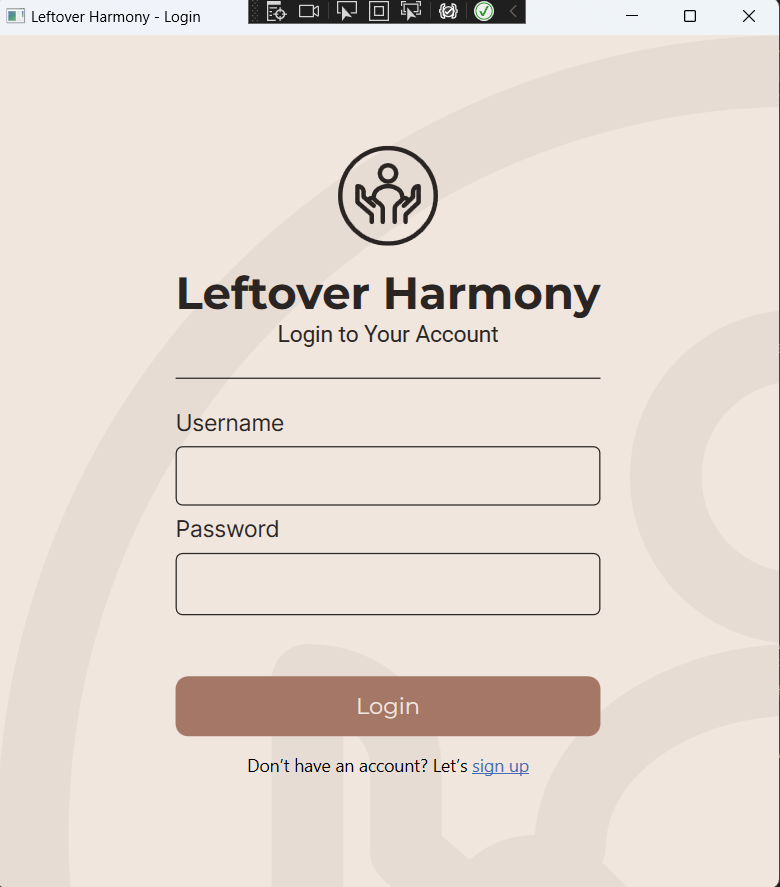 Leftover Harmony - Login
Leftover Harmony
Login to Your Account
Username
Password
Login
Don’t have an account? Let’s sign up